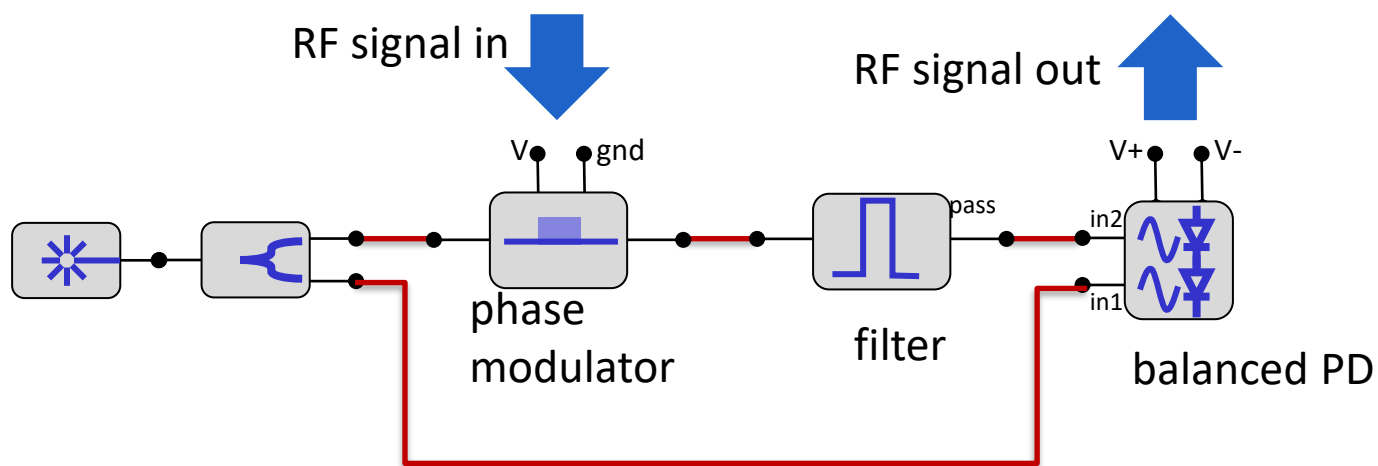 RF signal in
RF signal out
V
gnd
V+
V-
pass
in2
in1
phase
modulator
filter
balanced PD